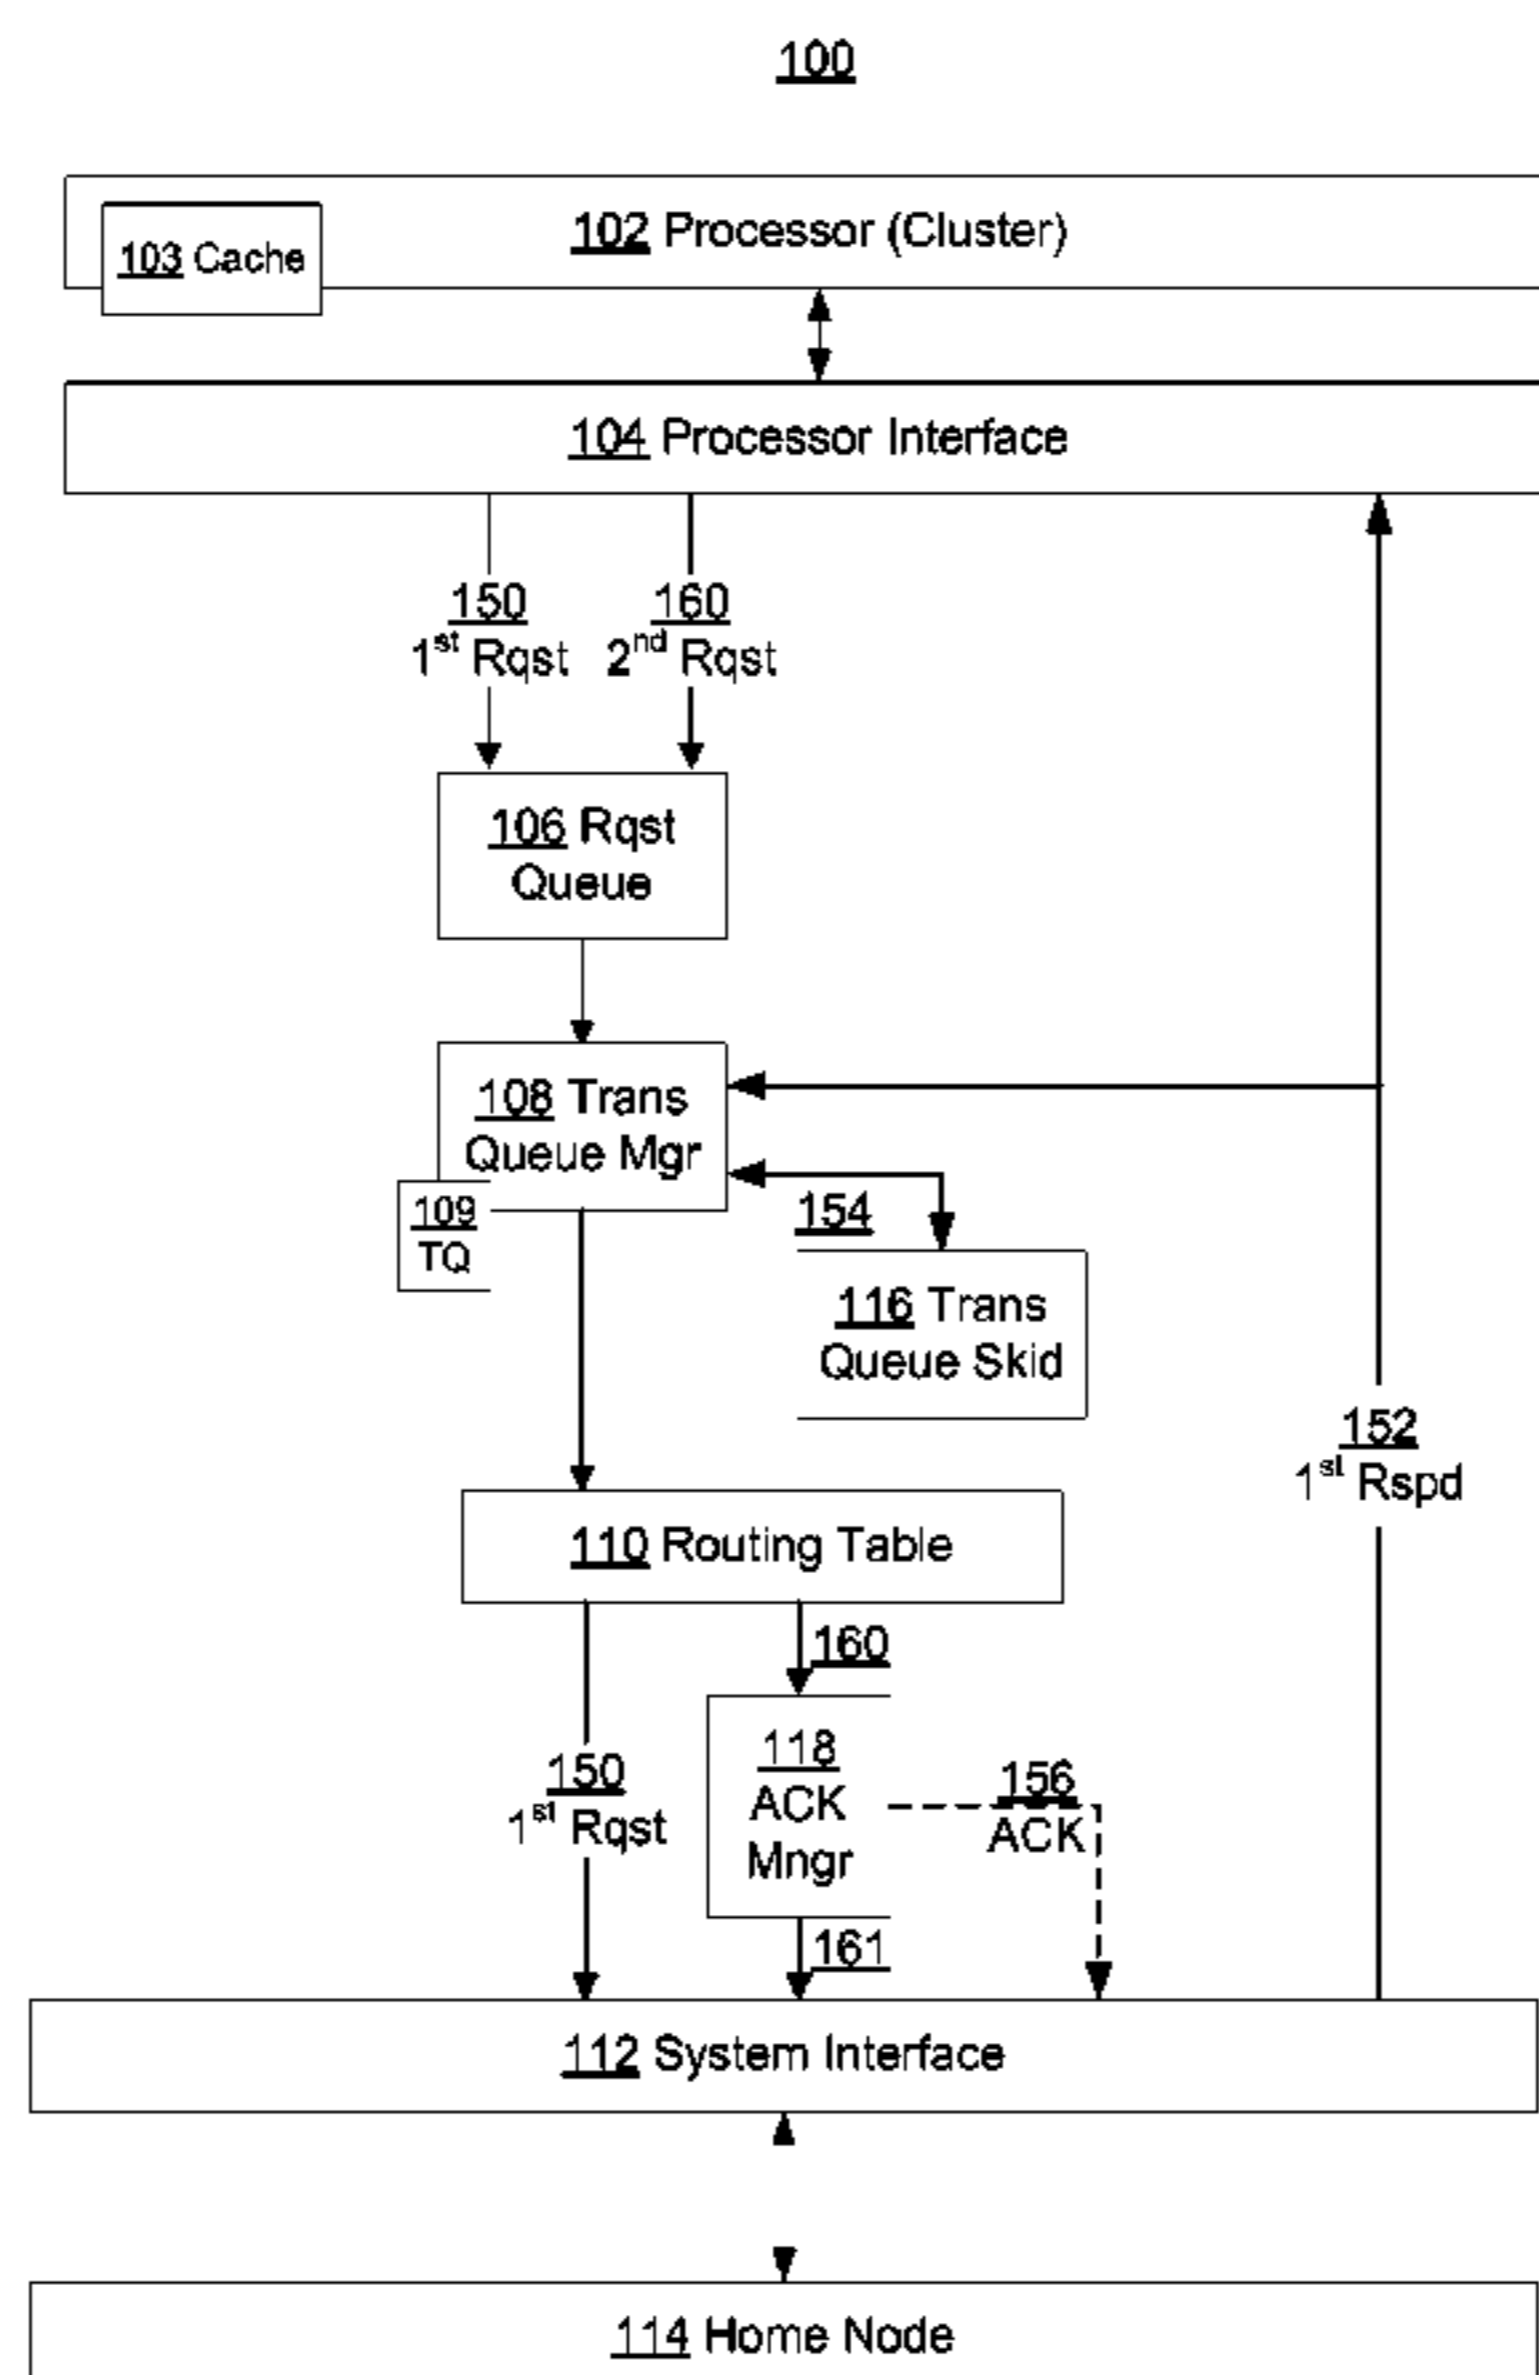 100
102 Processor (Cluster)
103 Cache
104 Processor Interface
150
1st Rqst
160
2nd Rqst
106 Rqst
Queue
108 Trans
Queue Mgr
109
TQ
154
116 Trans
Queue Skid
152
1st Rspd
110 Routing Table
160
150
1st Rqst
118
ACK
Mngr
156
ACK
161
112 System Interface
114 Home Node